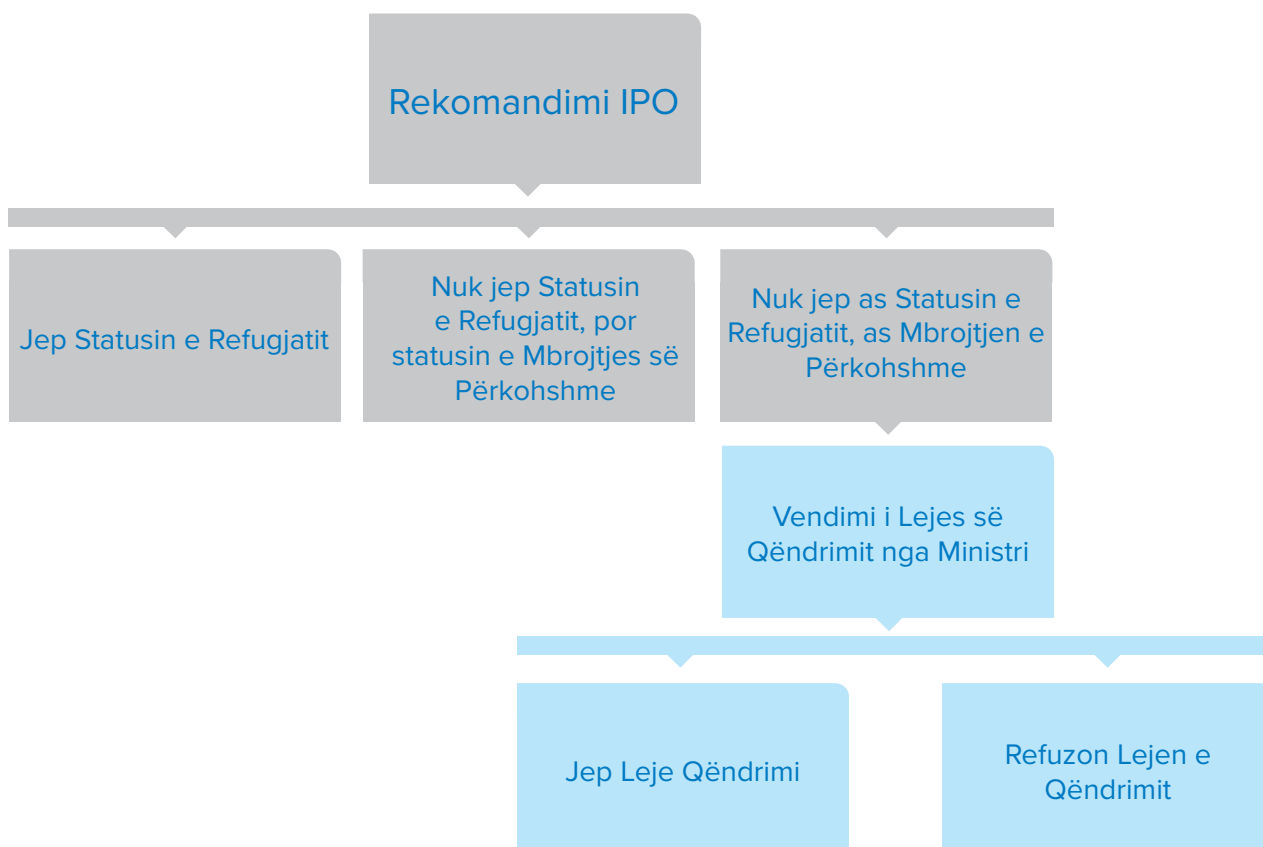 Rekomandimi IPO
Jep Statusin e Refugjatit
Nuk jep Statusin
e Refugjatit, por
statusin e Mbrojtjes së
Përkohshme
Nuk jep as Statusin e
Refugjatit, as Mbrojtjen e
Përkohshme
Vendimi i Lejes së
Qëndrimit nga Ministri
Jep Leje Qëndrimi
Refuzon Lejen e
Qëndrimit